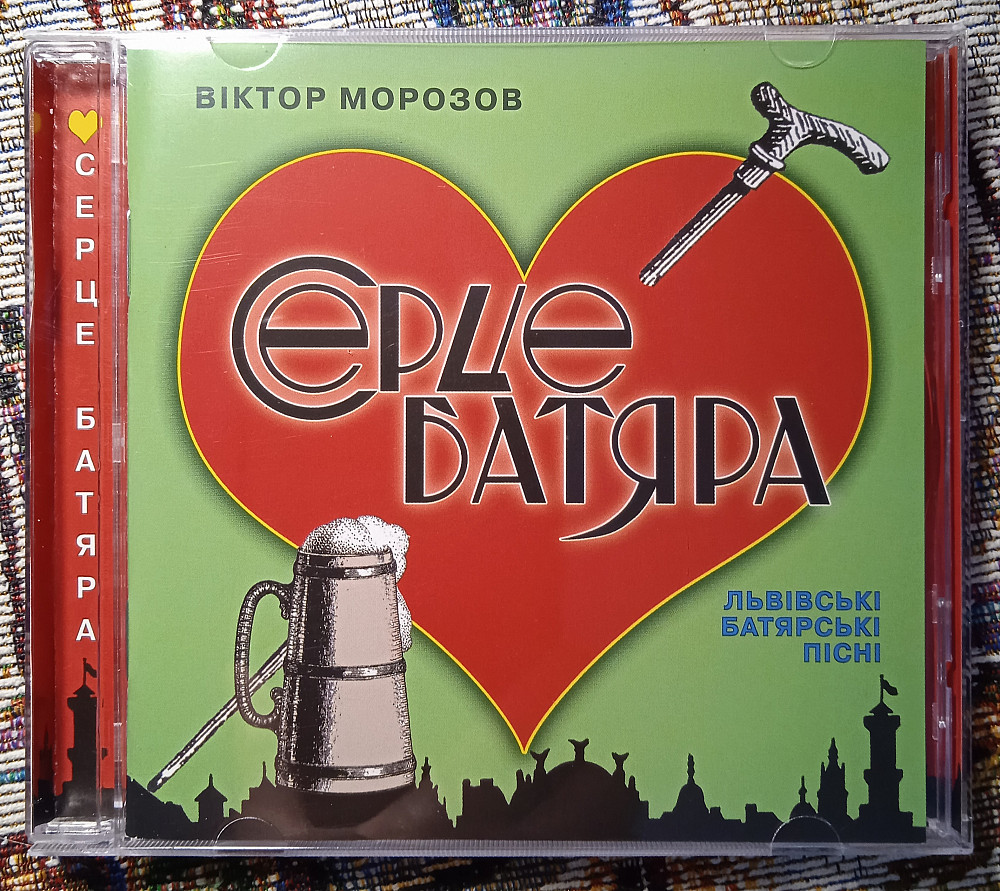 СЕРЦЕ БАТЯРА
ВІКТОР МОРОЗОВ
СЕРЦЕ
БАТЯРА
ЛЬВІВСЬКІ
БАТЯРСЬКІ
ПІСНІ